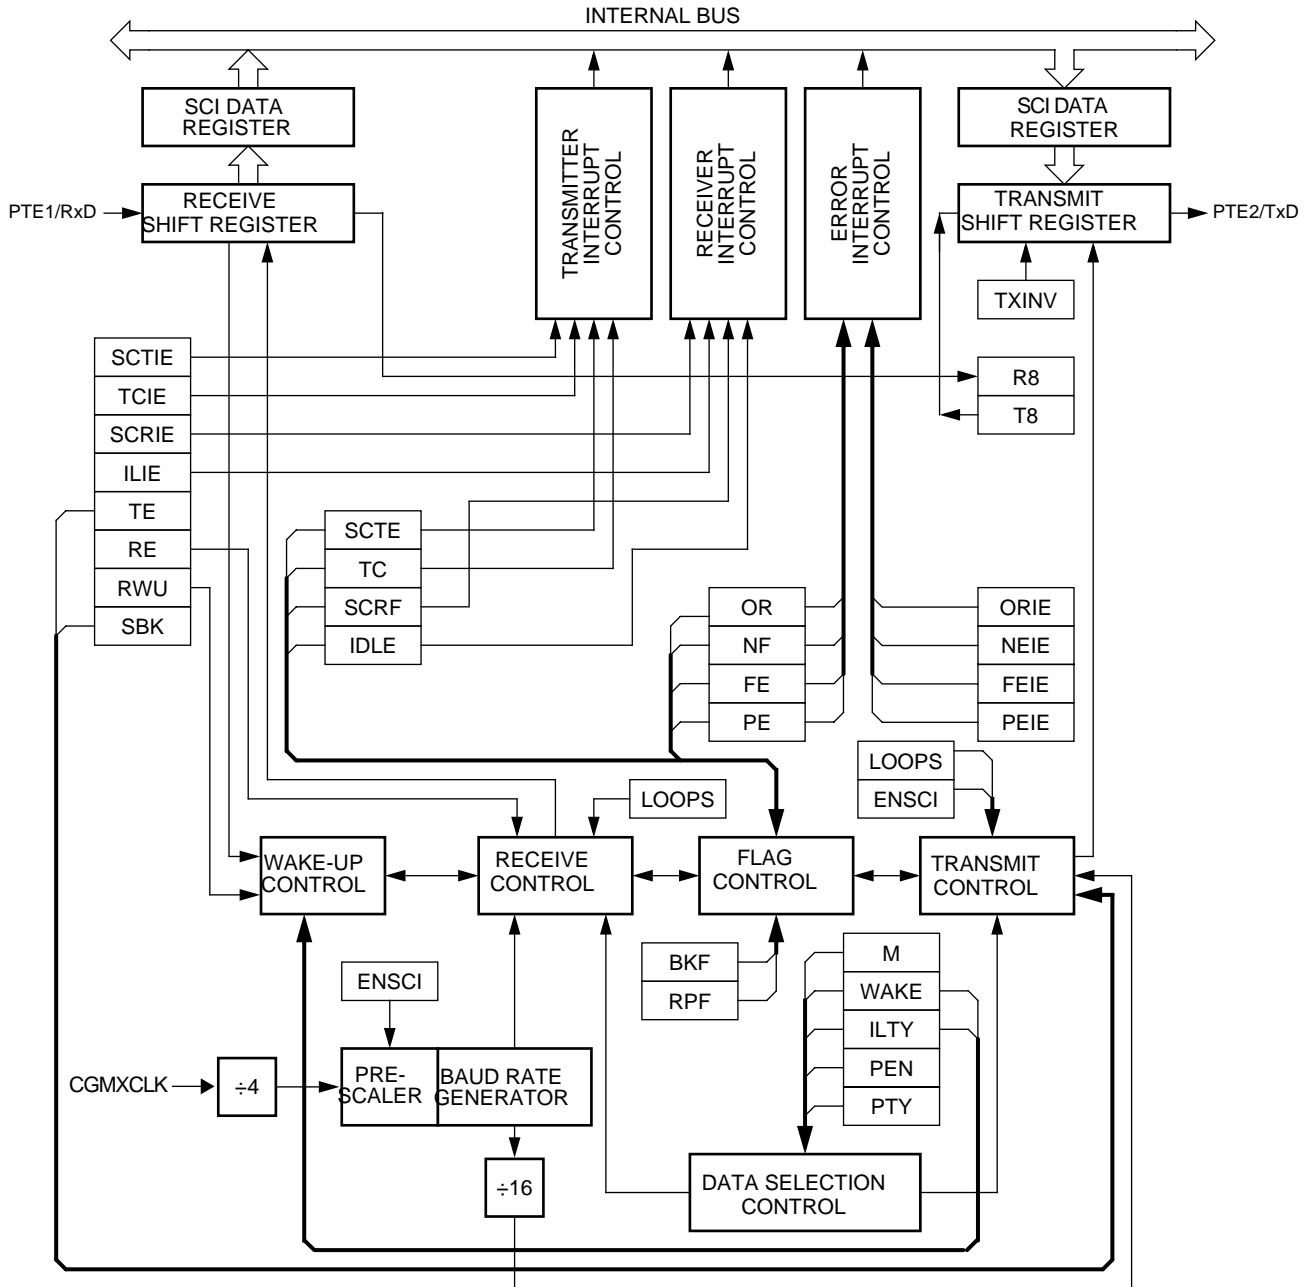 INTERNAL BUS
SCI DATA
REGISTER
SCI DATA
REGISTER
TRANSMITTER
INTERRUPT
CONTROL
RECEIVER
INTERRUPT
CONTROL
ERROR
INTERRUPT
CONTROL
PTE1/RxD
RECEIVE
SHIFT REGISTER
TRANSMIT
SHIFT REGISTER
PTE2/TxD
TXINV
SCTIE
TCIE
SCRIE
ILIE
TE
RE
RWU
SBK
R8
T8
SCTE
TC
SCRF
IDLE
OR
NF
FE
PE
ORIE
NEIE
FEIE
PEIE
LOOPS
LOOPS
ENSCI
WAKE-UP
CONTROL
RECEIVE
CONTROL
FLAG
CONTROL
TRANSMIT
CONTROL
BKF
RPF
M
WAKE
ILTY
PEN
PTY
ENSCI
CGMXCLK
÷4
PRE-
SCALER
BAUD RATE
GENERATOR
÷16
DATA SELECTION
CONTROL